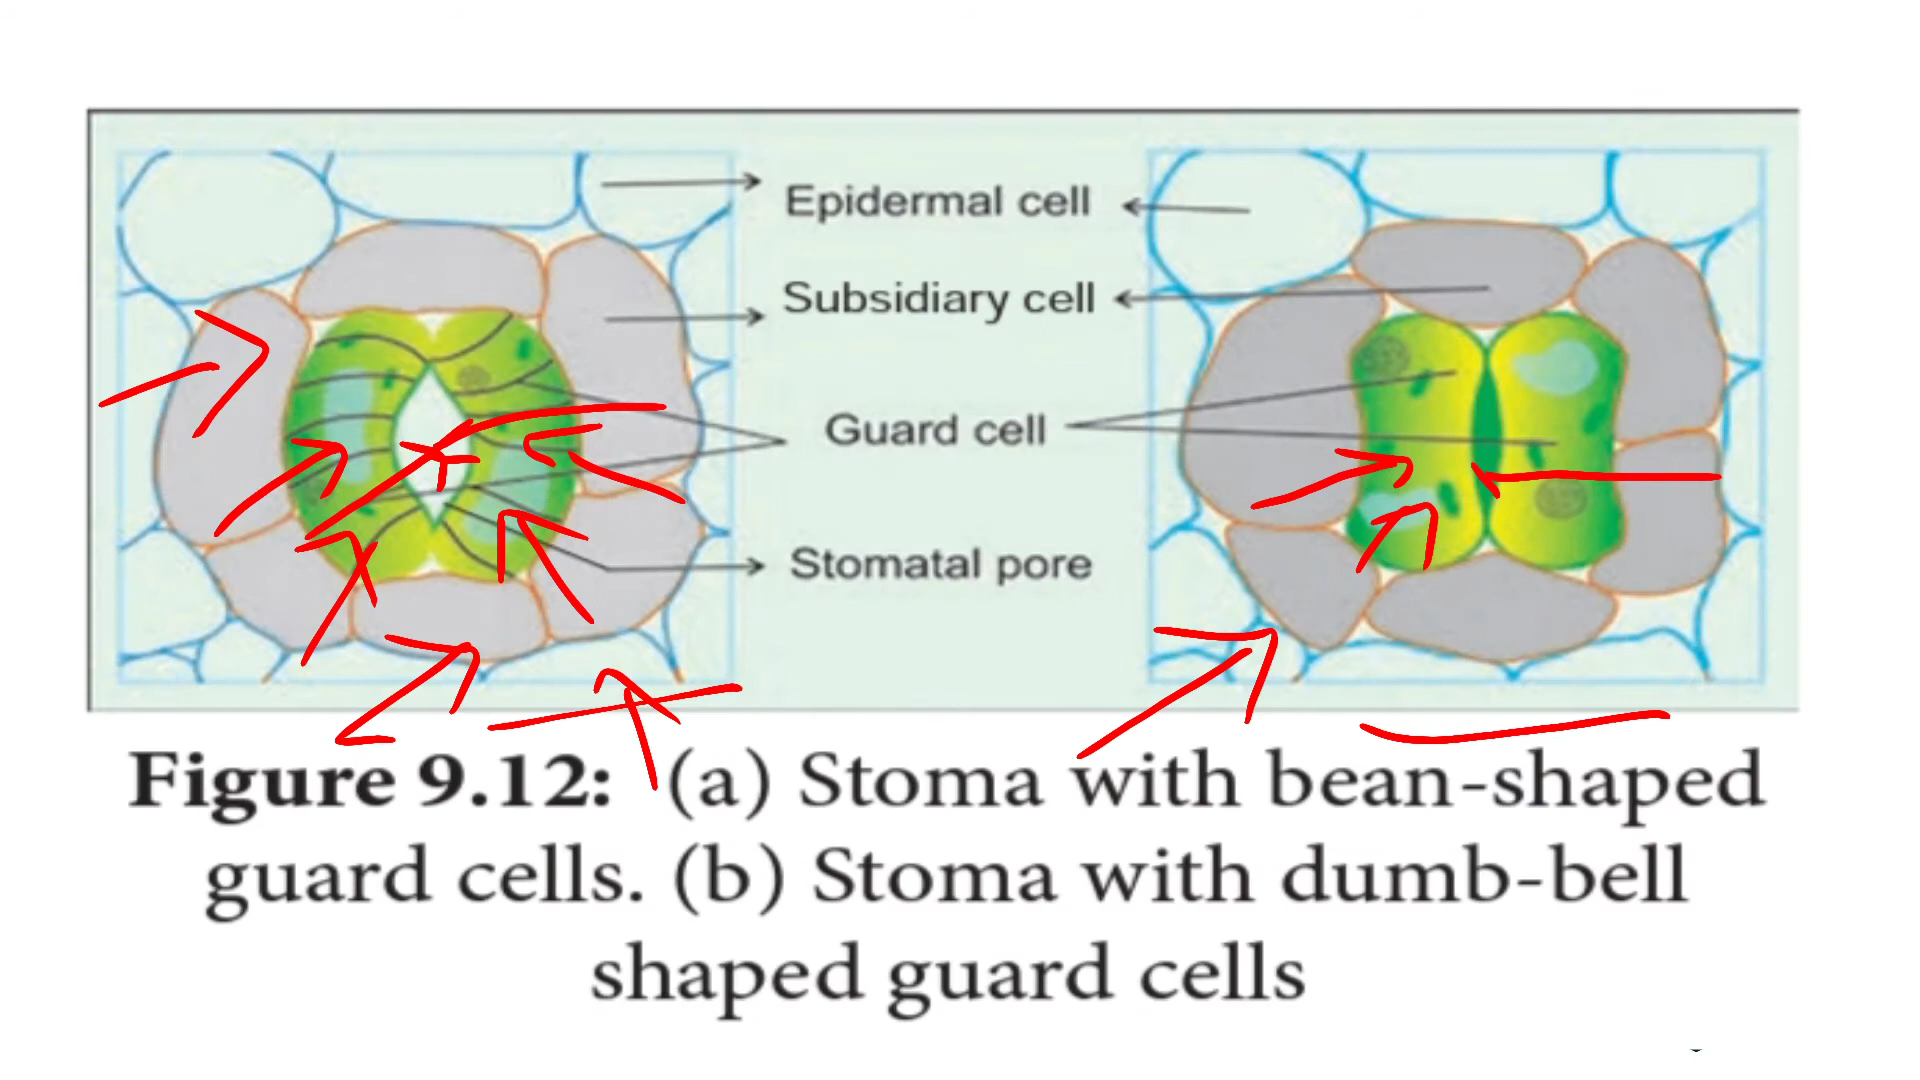 Epidermal cell
Subsidiary cell
Guard cell
Stomatal pore
Figure 9.12: (a) Stoma with bean-shaped
guard cells. (b) Stoma with dumb-bell
shaped guard cells